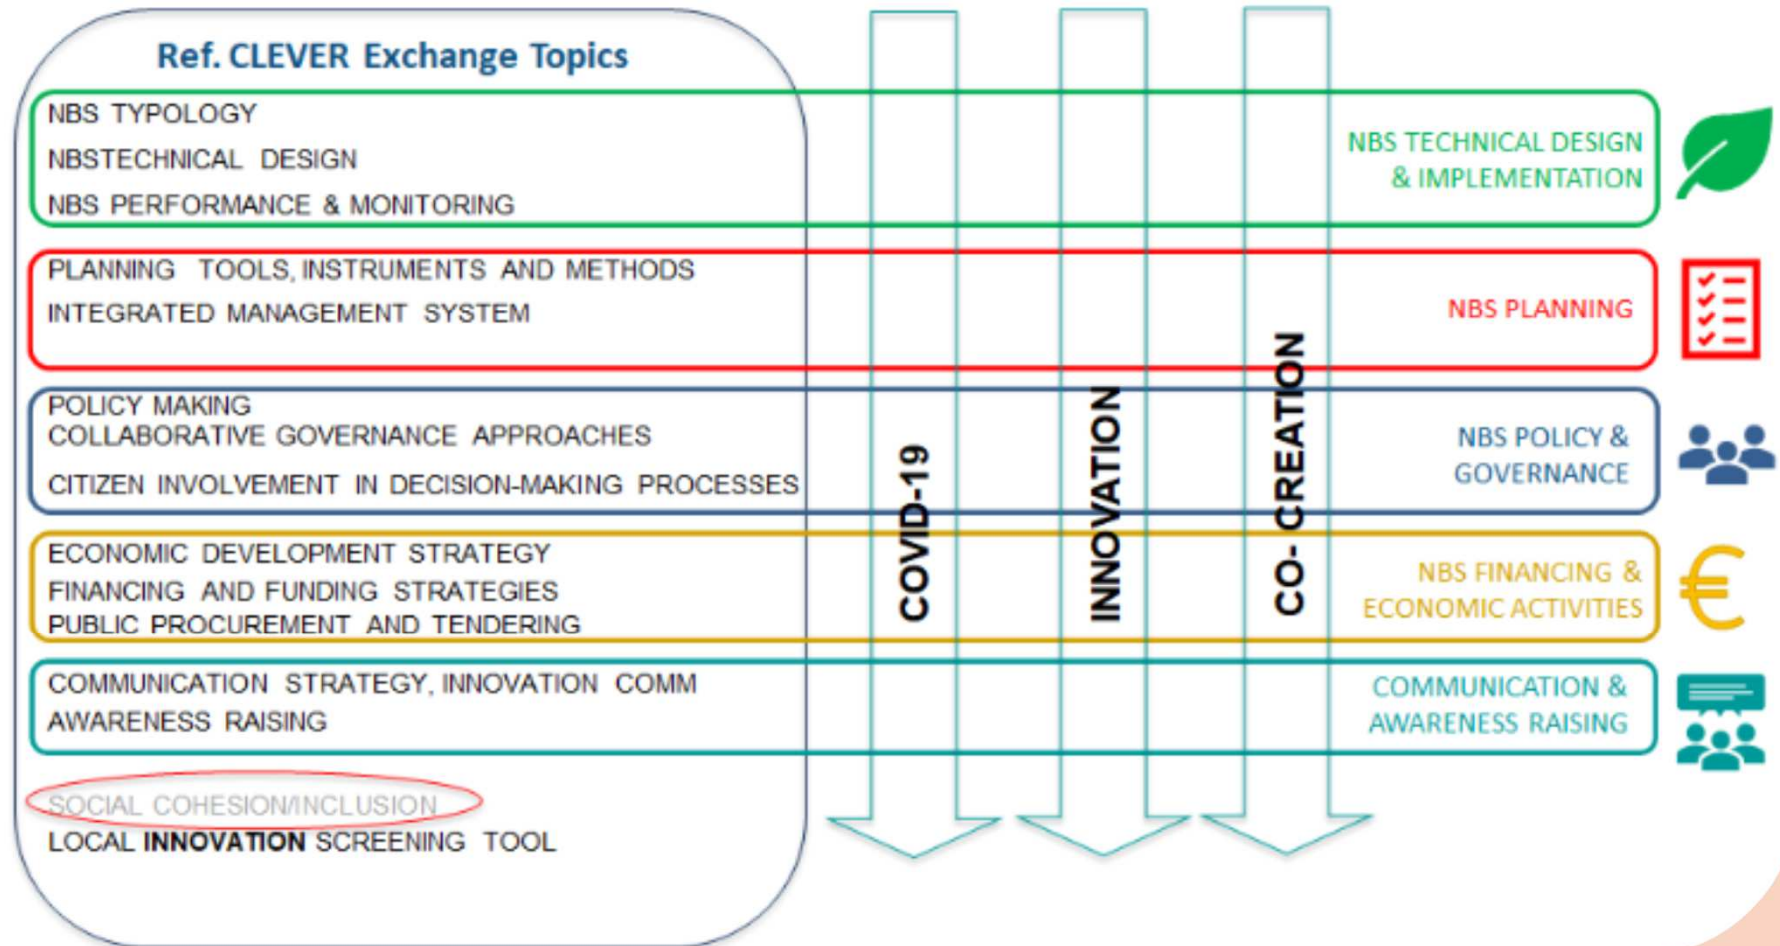 Ref. CLEVER Exchange Topics
NBS TYPOLOGY
NBSTECHNICAL DESIGN
NBS PERFORMANCE & MONITORING
NBS TECHNICAL DESIGN
& IMPLEMENTATION
PLANNING TOOLS, INSTRUMENTS AND METHODS
INTEGRATED MANAGEMENT SYSTEM
NBS PLANNING
POLICY MAKING
COLLABORATIVE GOVERNANCE APPROACHES
CITIZEN INVOLVEMENT IN DECISION-MAKING PROCESSES
NBS POLICY &
GOVERNANCE
ECONOMIC DEVELOPMENT STRATEGY
FINANCING AND FUNDING STRATEGIES
PUBLIC PROCUREMENT AND TENDERING
NBS FINANCING &
ECONOMIC ACTIVITIES
€
COMMUNICATION STRATEGY, INNOVATION COMM
AWARENESS RAISING
COMMUNICATION &
AWARENESS RAISING
SOCIAL COHESION/INCLUSION
LOCAL INNOVATION SCREENING TOOL
COVID-19
INNOVATION
CO- CREATION